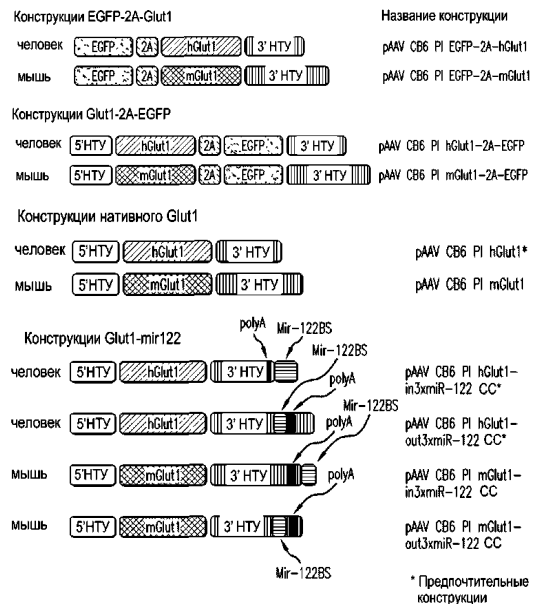 Конструкции EGFP-2A-Glut1
Название конструкции
человек EGFP 2A hGlut1 3' НТУ pAAV CB6 PI EGFP-2A-hGlut1
мышь EGFP 2A mGlut1 3' НТУ pAAV CB6 PI EGFP-2A-mGlut1
Конструкции Glut1-2A-EGFP
человек 5'НТУ hGlut1 2A EGFP 3' НТУ pAAV CB6 PI hGlut1-2A-EGFP
мышь 5'НТУ mGlut1 2A EGFP 3' НТУ pAAV CB6 PI mGlut1-2A-EGFP
Конструкции нативного Glut1
человек 5'НТУ hGlut1 3' НТУ pAAV CB6 PI hGlut1*
мышь 5'НТУ mGlut1 3' НТУ pAAV CB6 PI mGlut1
Конструкции Glut1-mir122
polyA
Mir-122BS
человек 5'НТУ hGlut1 3' НТУ pAAV CB6 PI hGlut1-
in3xmiR-122 CC*
Mir-122BS
polyA
человек 5'НТУ hGlut1 3' НТУ pAAV CB6 PI hGlut1-
out3xmiR-122 CC*
polyA
Mir-122BS
мышь 5'НТУ mGlut1 3' НТУ pAAV CB6 PI mGlut1-
in3xmiR-122 CC
polyA
мышь 5'НТУ mGlut1 3' НТУ pAAV CB6 PI mGlut1-
out3xmiR-122 CC
Mir-122BS
* Предпочтительные
конструкции